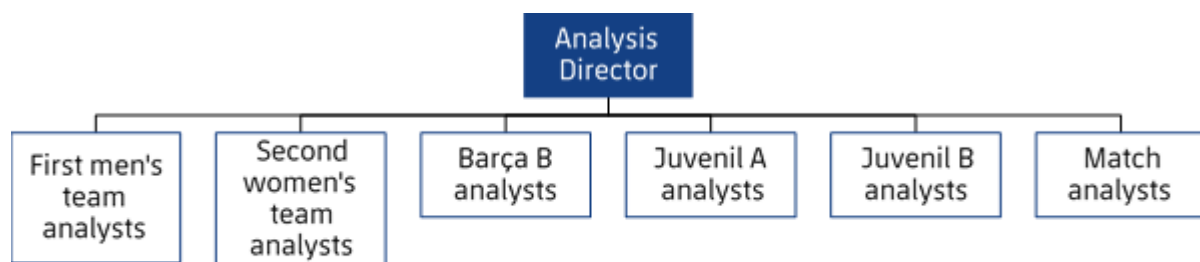 Analysis
Director
First men's
team
analysts
Second
women's
team
analysts
Barça B
analysts
Juvenil A
analysts
Juvenil B
analysts
Match
analysts